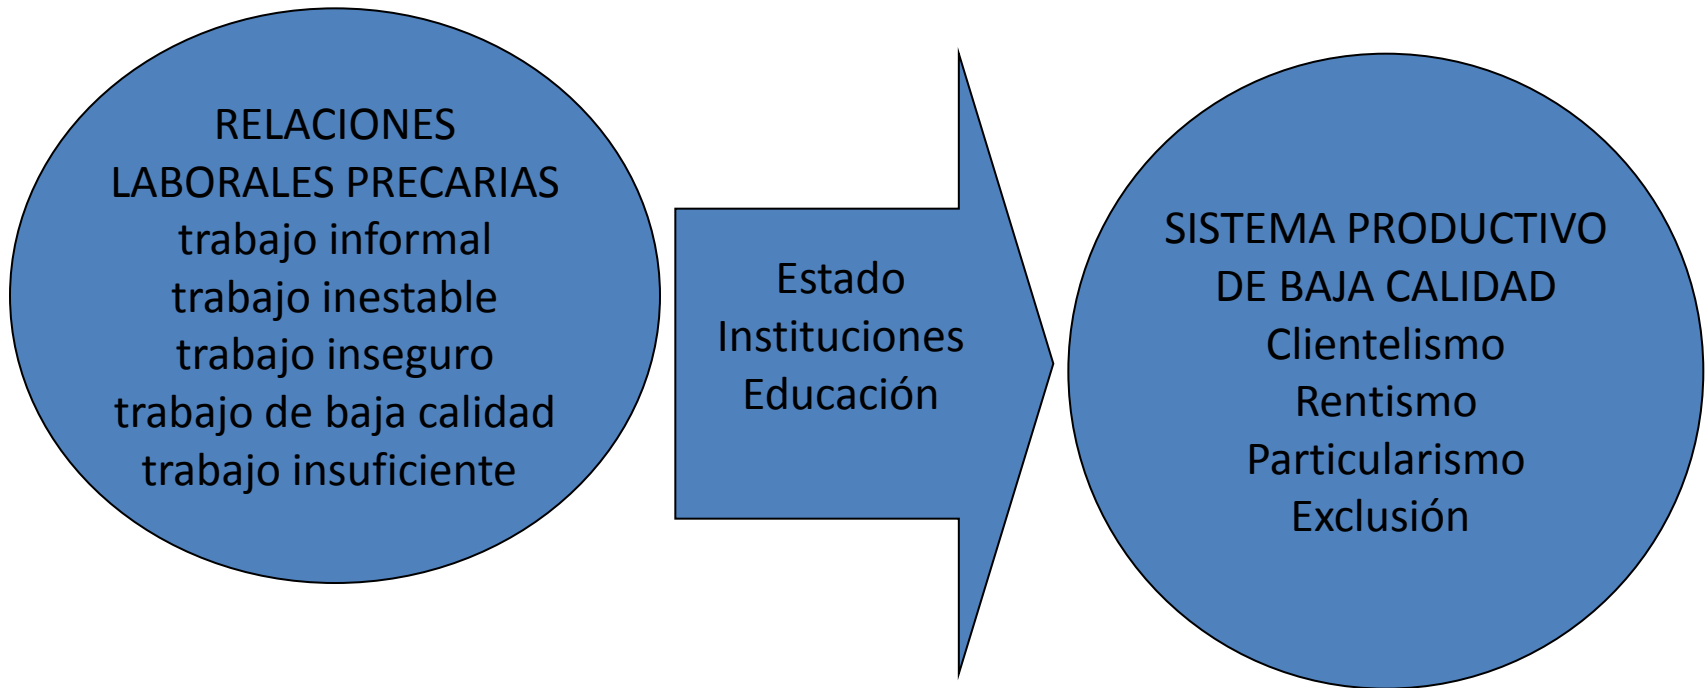 RELACIONES
LABORALES PRECARIAS
trabajo informal
trabajo inestable
trabajo inseguro
trabajo de baja calidad
trabajo insuficiente
Estado
Instituciones
Educación
SISTEMA PRODUCTIVO
DE BAJA CALIDAD
Clientelismo
Rentismo
Particularismo
Exclusión